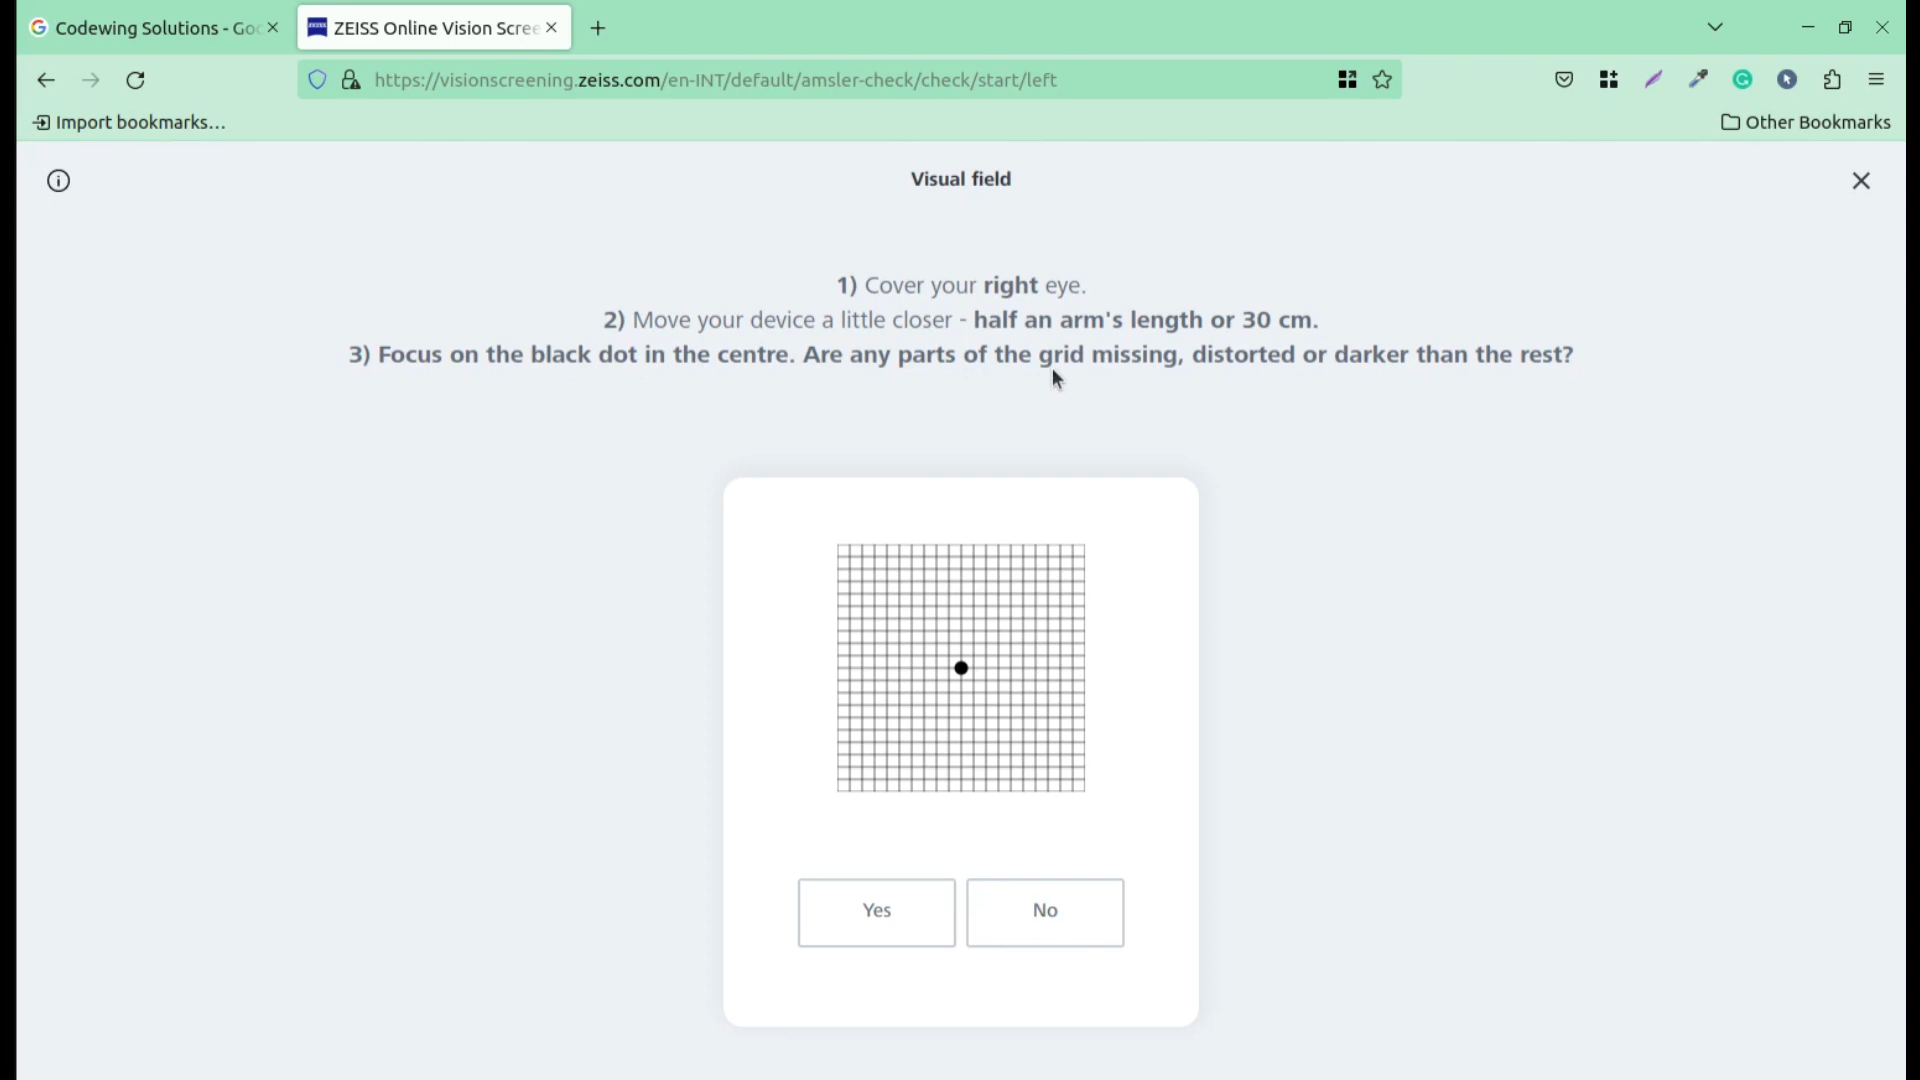 Codewing Solutions - Goo
ZEISS Online Vision Scree
https://visionscreening.zeiss.com/en-INT/default/amsler-check/check/start/left
Import bookmarks...
Other Bookmarks
Visual field
1) Cover your right eye.
2) Move your device a little closer - half an arm's length or 30 cm.
3) Focus on the black dot in the centre. Are any parts of the grid missing, distorted or darker than the rest?
Yes
No